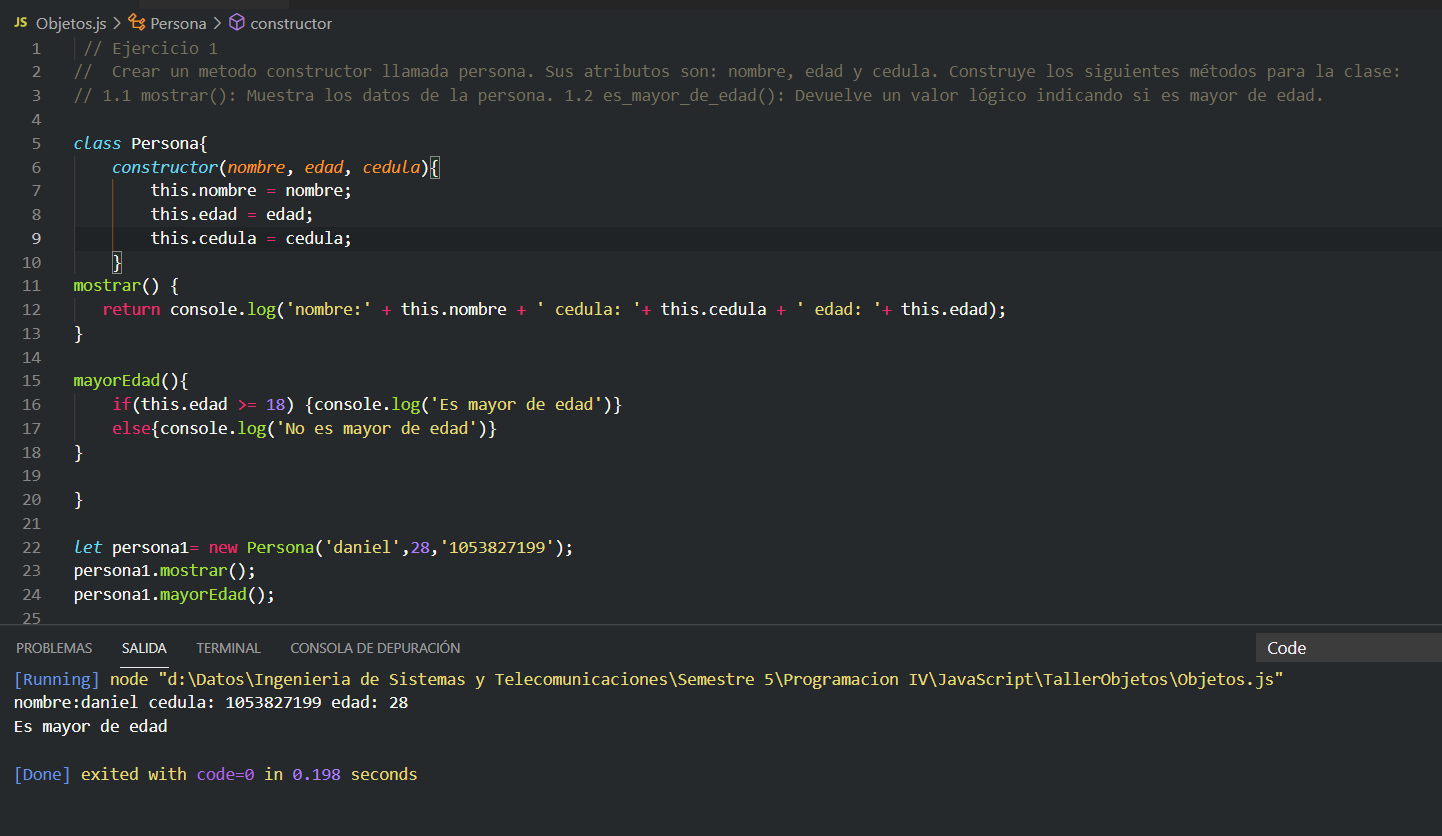 JS Objetos.js > Persona > constructor
1 // Ejercicio 1
2 //  Crear un metodo constructor llamada persona. Sus atributos son: nombre, edad y cedula. Construye los siguientes métodos para la clase:
3 // 1.1 mostrar(): Muestra los datos de la persona. 1.2 es_mayor_de_edad(): Devuelve un valor lógico indicando si es mayor de edad.
4
5 class Persona{
6     constructor(nombre, edad, cedula){
7         this.nombre = nombre;
8         this.edad = edad;
9         this.cedula = cedula;
10     }
11 mostrar() {
12    return console.log('nombre:' + this.nombre + ' cedula: '+ this.cedula + ' edad: '+ this.edad);
13 }
14
15 mayorEdad(){
16     if(this.edad >= 18) {console.log('Es mayor de edad')}
17     else{console.log('No es mayor de edad')}
18 }
19
20 }
21
22 let persona1= new Persona('daniel',28,'1053827199');
23 persona1.mostrar();
24 persona1.mayorEdad();
25
PROBLEMAS SALIDA TERMINAL CONSOLA DE DEPURACIÓN Code
[Running] node "d:\Datos\Ingenieria de Sistemas y Telecomunicaciones\Semestre 5\Programacion IV\JavaScript\TallerObjetos\Objetos.js"
nombre:daniel cedula: 1053827199 edad: 28
Es mayor de edad
[Done] exited with code=0 in 0.198 seconds